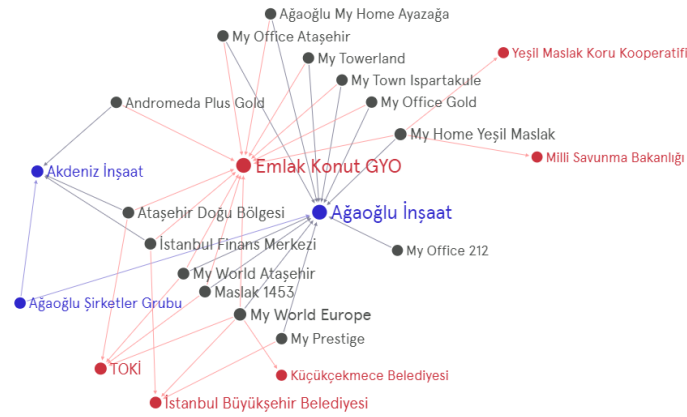 Ağaoğlu My Home Ayazağa
My Office Ataşehir
Yeşil Maslak Koru Kooperatifi
My Towerland
My Town Ispartakule
Andromeda Plus Gold
My Office Gold
My Home Yeşil Maslak
Milli Savunma Bakanlığı
Emlak Konut GYO
Akdeniz İnşaat
Ataşehir Doğu Bölgesi
Ağaoğlu İnşaat
İstanbul Finans Merkezi
My Office 212
My World Ataşehir
Maslak 1453
Ağaoğlu Şirketler Grubu
My World Europe
My Prestige
TOKİ
Küçükçekmece Belediyesi
İstanbul Büyükşehir Belediyesi